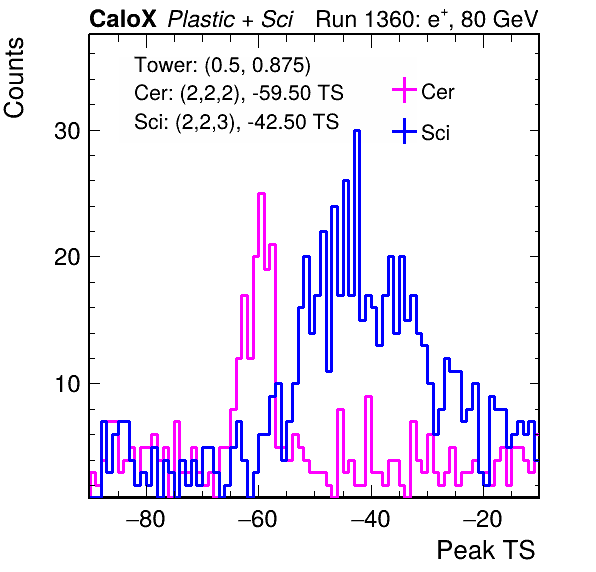 CaloX Plastic + Sci Run 1360: e+, 80 GeV
Counts
Tower: (0.5, 0.875)
Cer: (2,2,2), -59.50 TS
Sci: (2,2,3), -42.50 TS
Cer
Sci
30
20
10
−80 −60 −40 −20
Peak TS